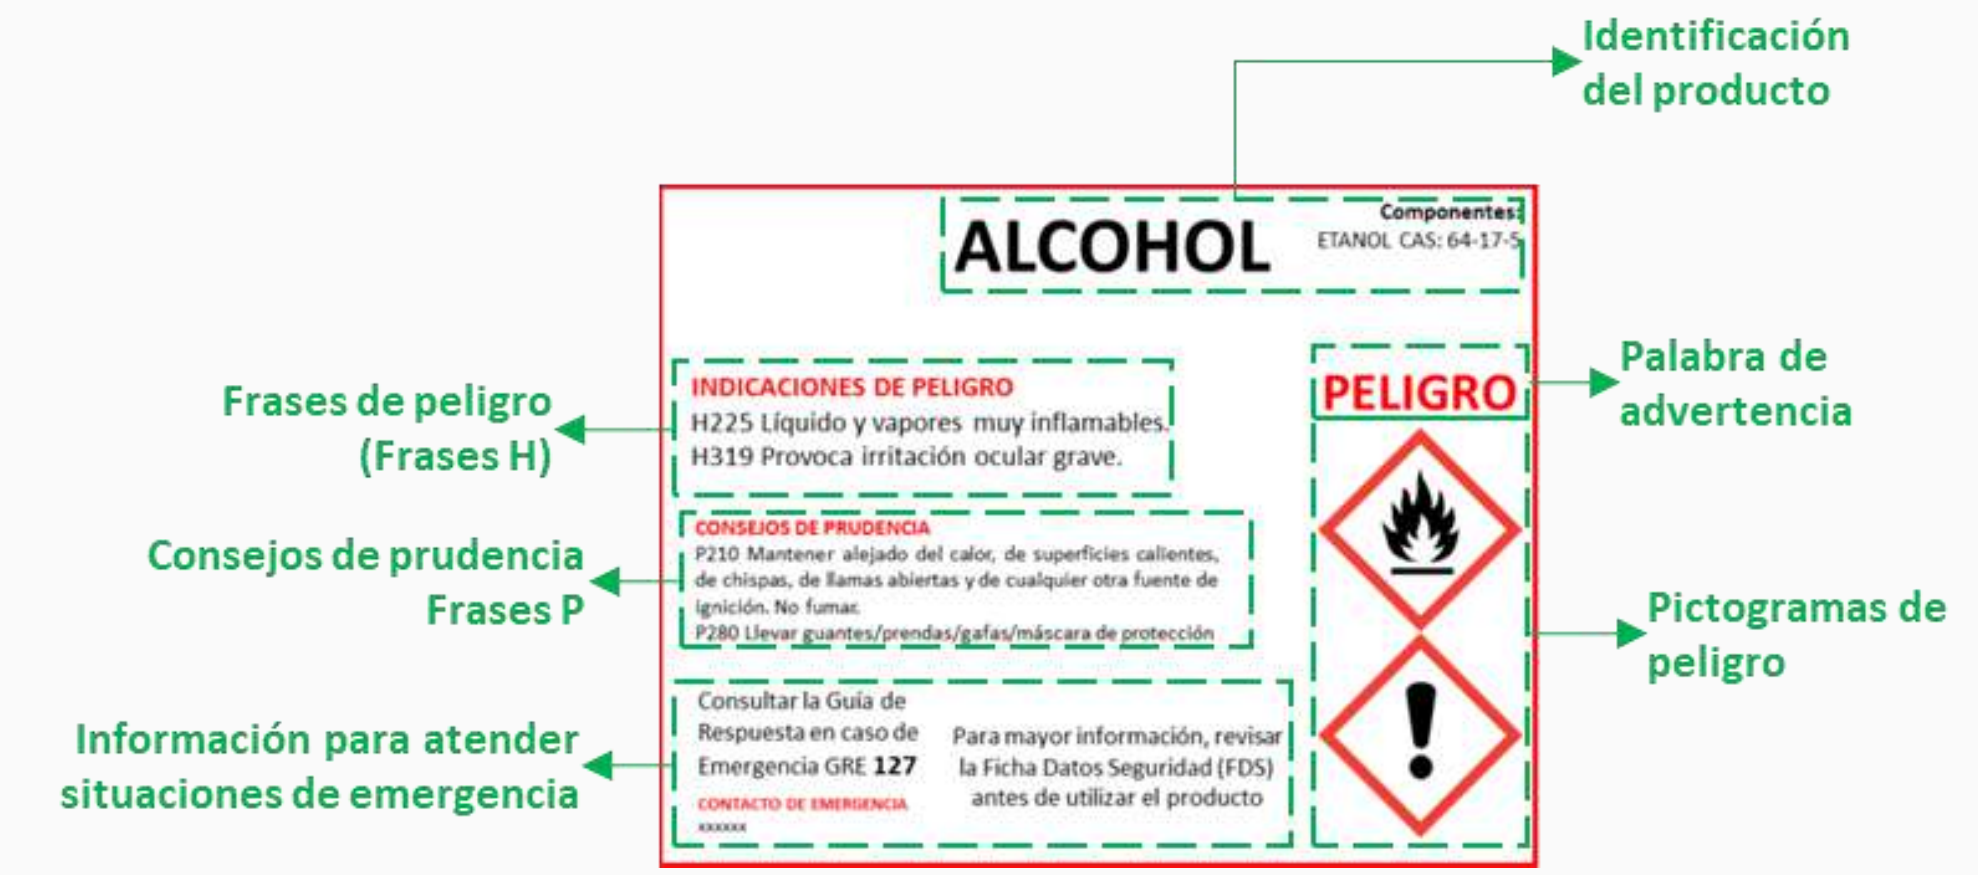 Identificación
del producto
ALCOHOL
Componentes:
ETANOL CAS: 64-17-5
Frases de peligro
(Frases H)
INDICACIONES DE PELIGRO
H225 Líquido y vapores muy inflamables.
H319 Provoca irritación ocular grave.
PELIGRO
Palabra de
advertencia
Consejos de prudencia
Frases P
CONSEJOS DE PRUDENCIA
P210 Mantener alejado del calor, de superficies calientes,
de chispas, de llamas abiertas y de cualquier otra fuente de
ignición. No fumar.
P280 Llevar guantes/prendas/gafas/máscara de protección
Pictogramas de
peligro
Información para atender
situaciones de emergencia
Consultar la Guía de
Respuesta en caso de
Emergencia GRE 127
CONTACTO DE EMERGENCIA
xxxxxx
Para mayor información, revisar
la Ficha Datos Seguridad (FDS)
antes de utilizar el producto